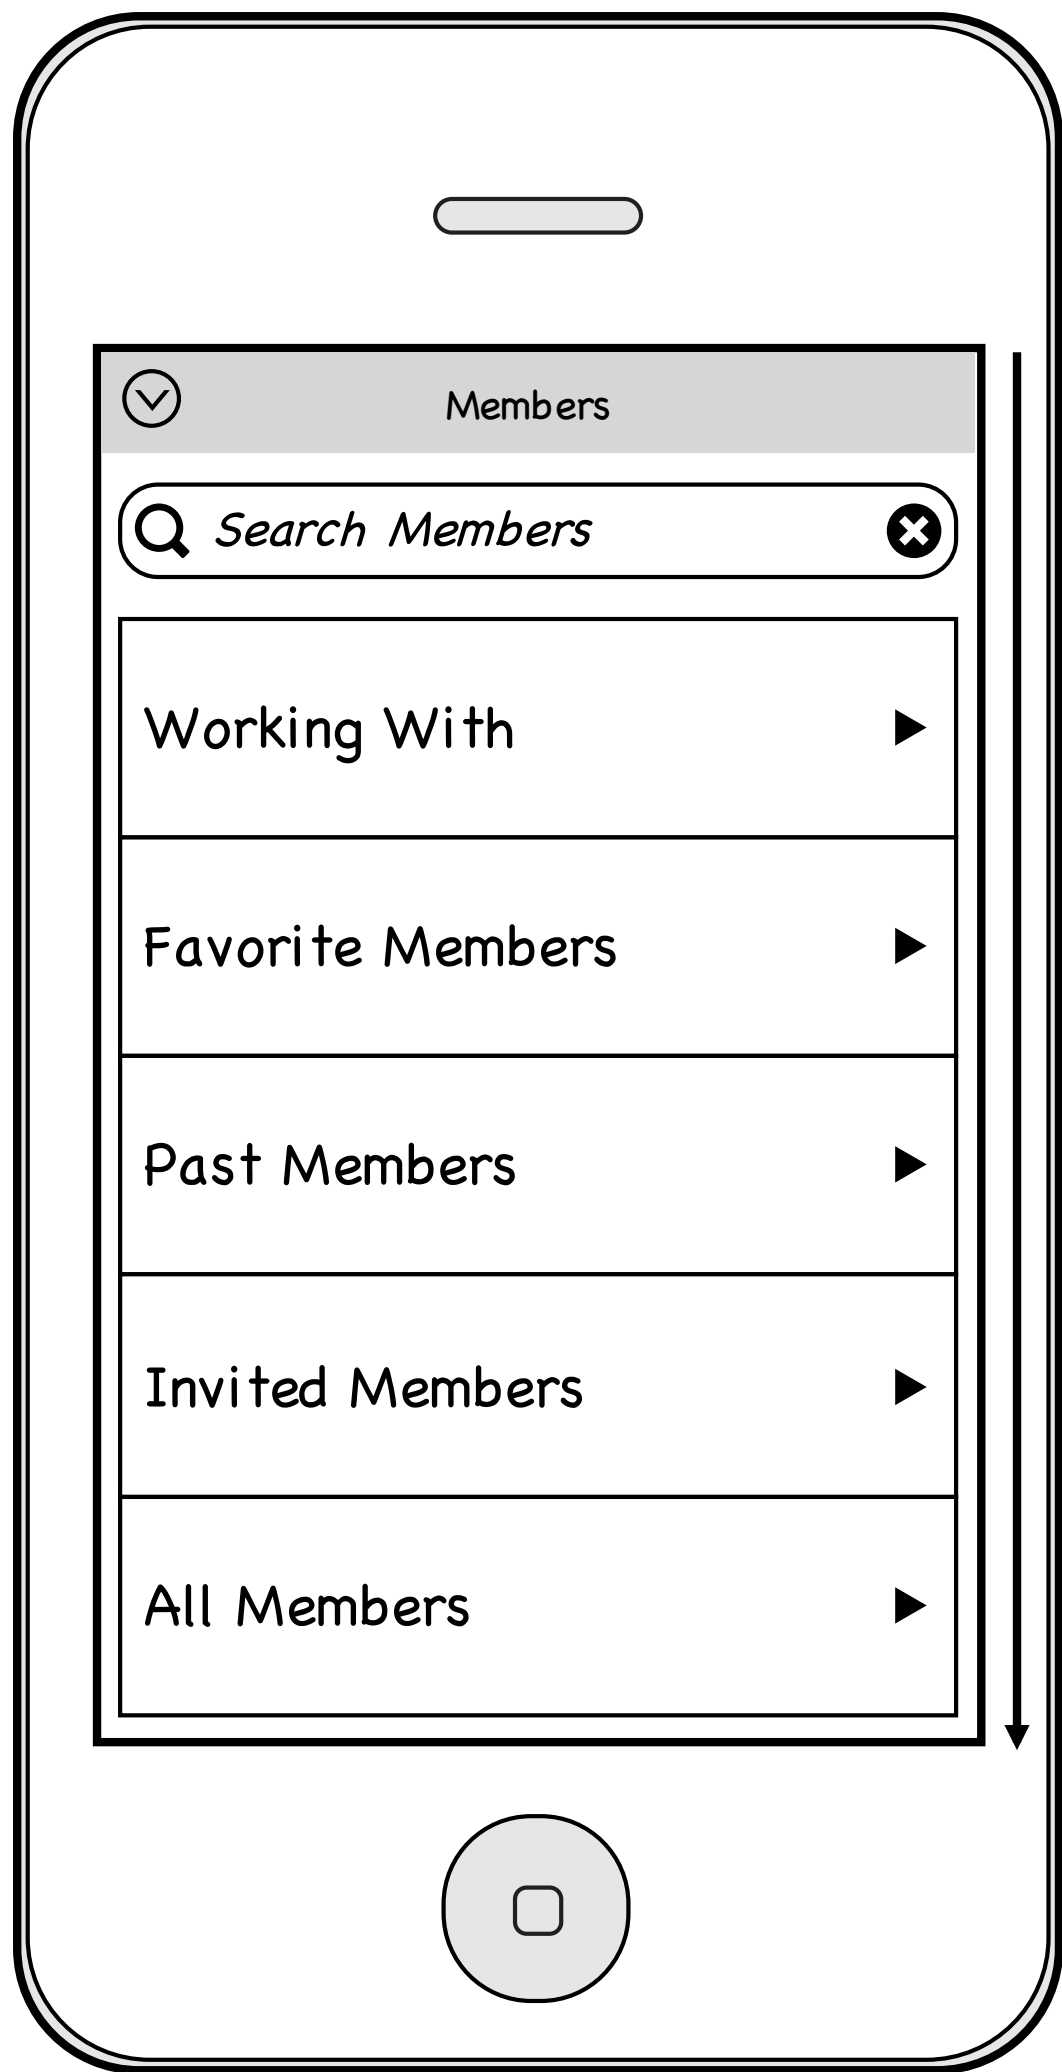 Members
Search Members
Working With
Favorite Members
Past Members
Invited Members
All Members